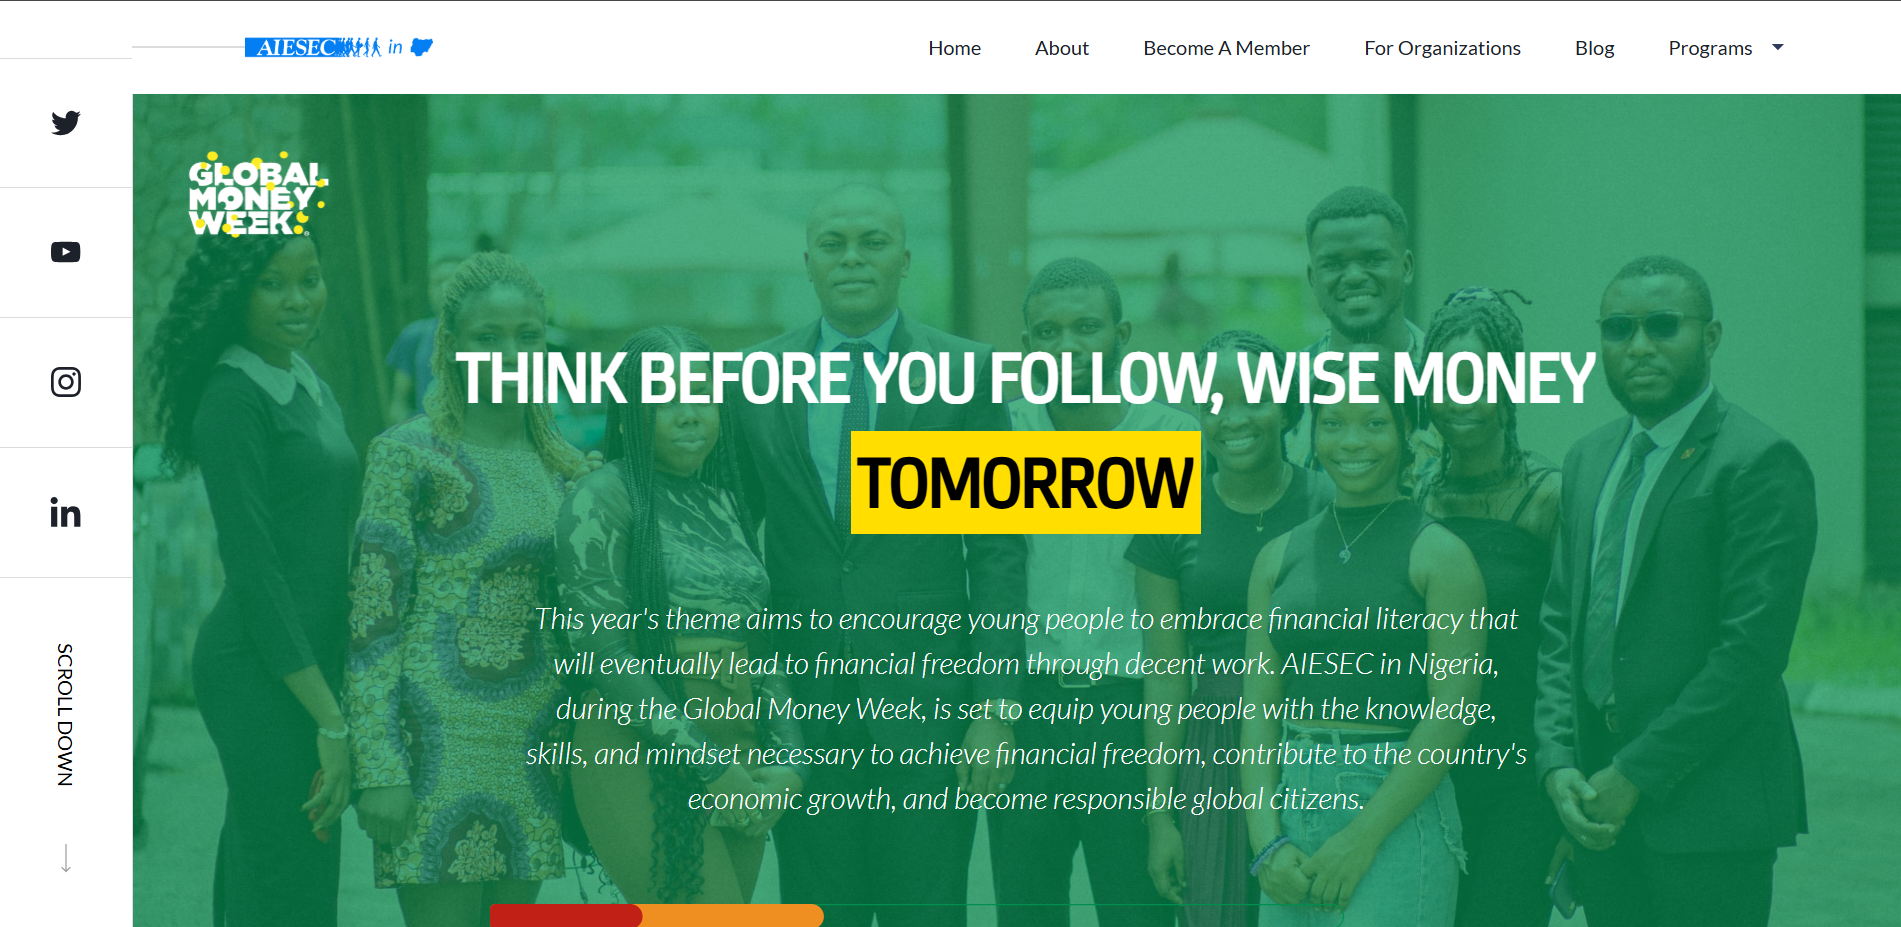 AIESEC in
Home About Become A Member For Organizations Blog Programs
GLOBAL
MONEY
WEEK
THINK BEFORE YOU FOLLOW, WISE MONEY
TOMORROW
This year's theme aims to encourage young people to embrace financial literacy that
will eventually lead to financial freedom through decent work. AIESEC in Nigeria,
during the Global Money Week, is set to equip young people with the knowledge,
skills, and mindset necessary to achieve financial freedom, contribute to the country's
economic growth, and become responsible global citizens.
SCROLL DOWN